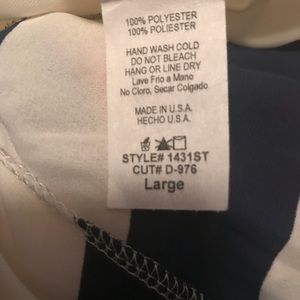 100% POLYESTER
100% POLIESTER
HAND WASH COLD
DO NOT BLEACH
HANG OR LINE DRY
Lave Frio a Mano
No Cloro, Secar Colgado
MADE IN U.S.A.
HECHO U.S.A.
STYLE# 1431ST
CUT# D-976
Large